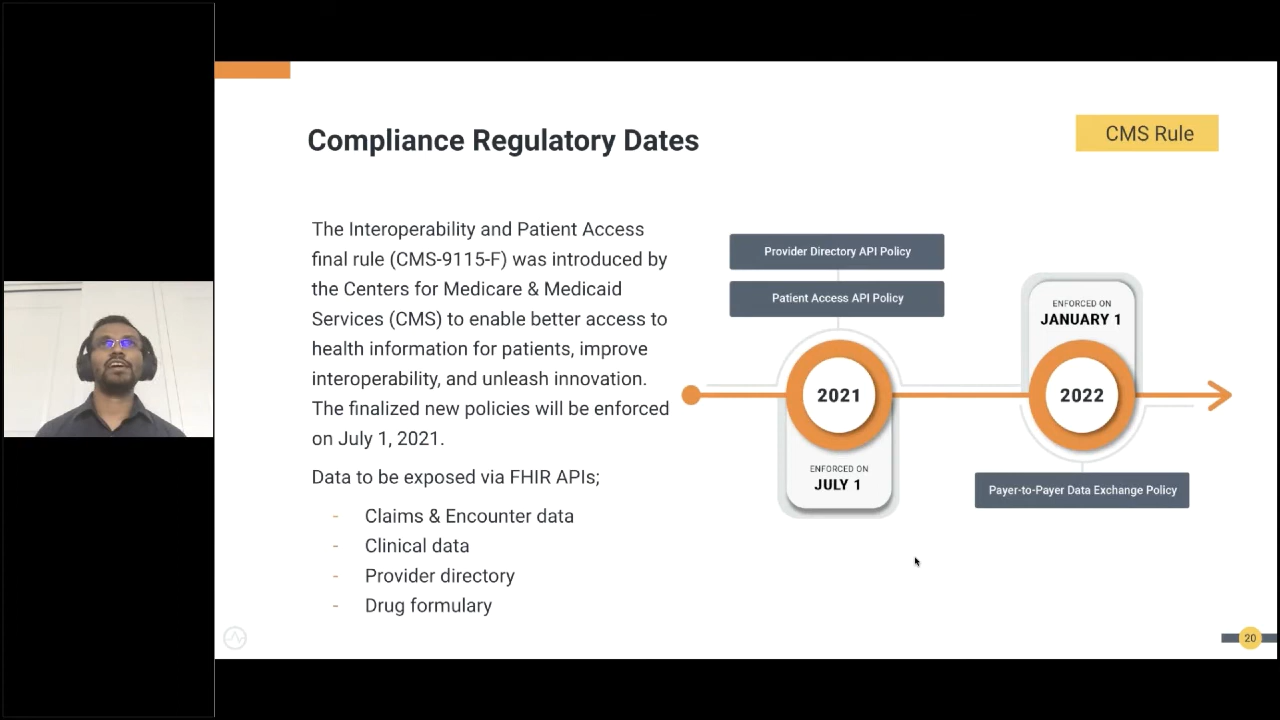 Compliance Regulatory Dates
CMS Rule
The Interoperability and Patient Access
final rule (CMS-9115-F) was introduced by
the Centers for Medicare & Medicaid
Services (CMS) to enable better access to
health information for patients, improve
interoperability, and unleash innovation.
The finalized new policies will be enforced
on July 1, 2021.
Data to be exposed via FHIR APIs;
- Claims & Encounter data
- Clinical data
- Provider directory
- Drug formulary
Provider Directory API Policy
Patient Access API Policy
2021
ENFORCED ON
JULY 1
ENFORCED ON
JANUARY 1
2022
Payer-to-Payer Data Exchange Policy
20